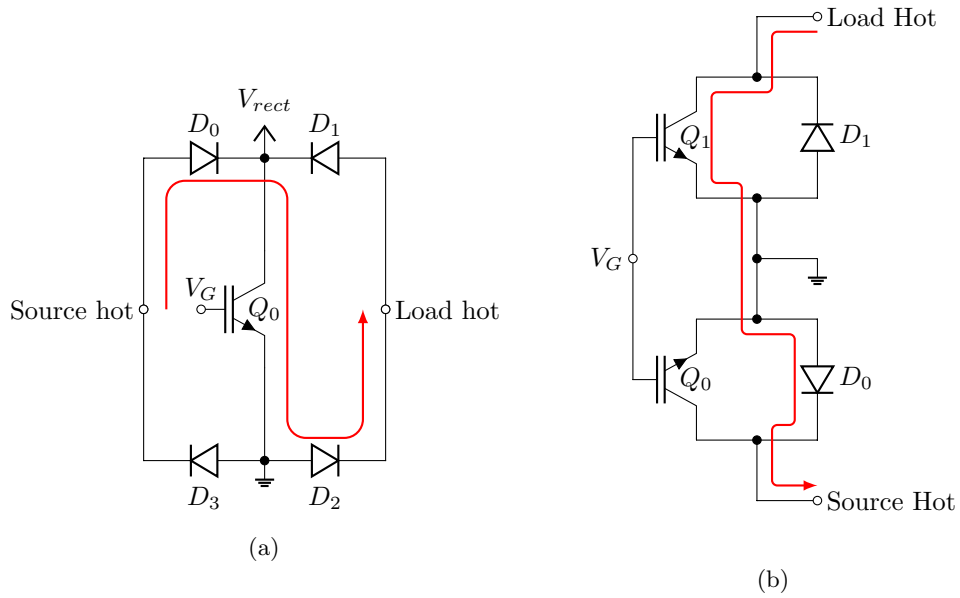 V_rect
D_0
D_1
V_G
Q_0
Source hot
Load hot
D_3
D_2
(a)
Load Hot
Q_1
D_1
V_G
Q_0
D_0
Source Hot
(b)